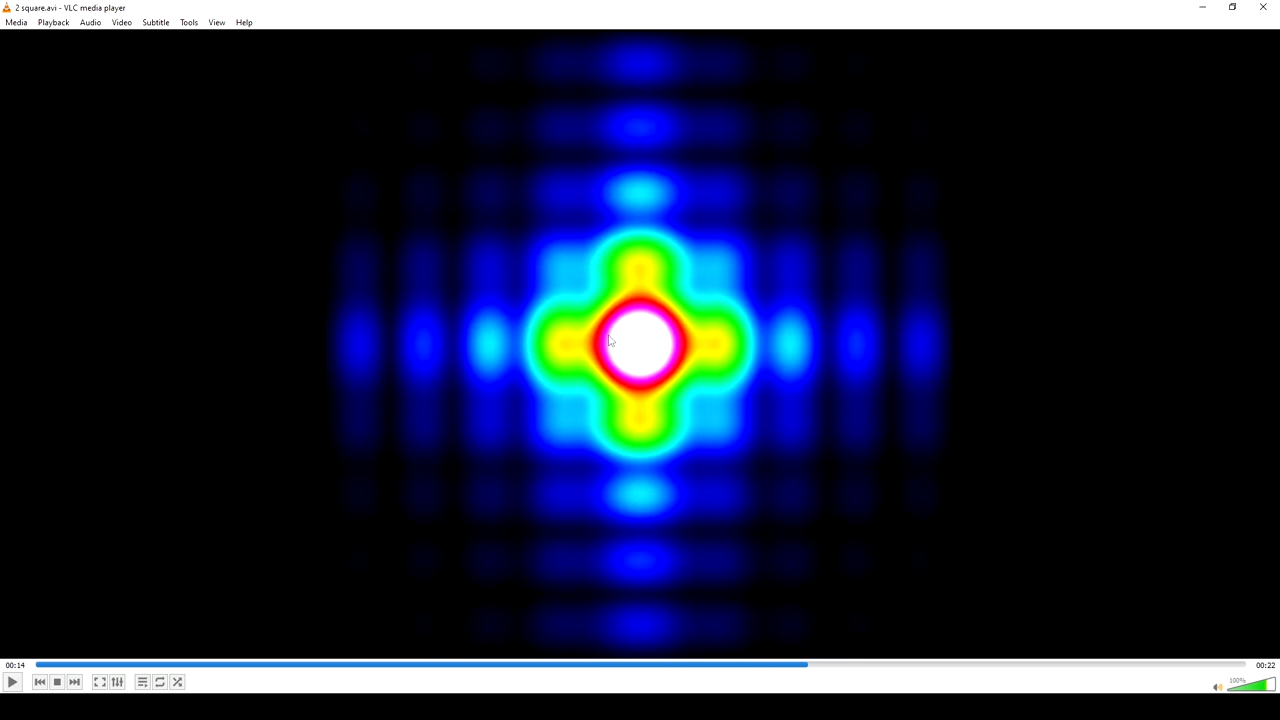 2 square.avi - VLC media player
Media Playback Audio Video Subtitle Tools View Help
00:14
00:22
100%